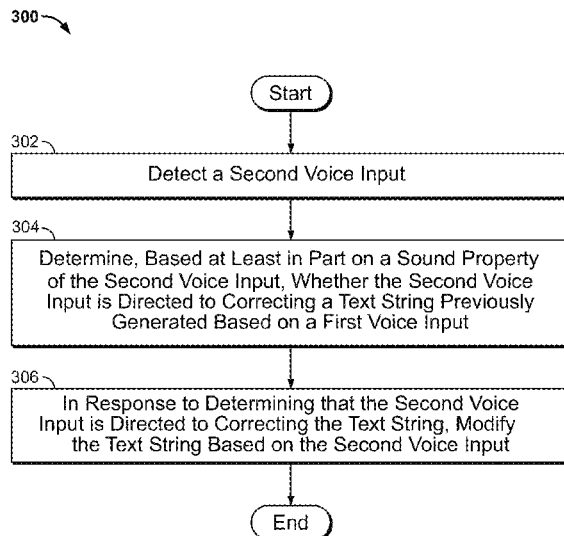 300
Start
302
Detect a Second Voice Input
304
Determine, Based at Least in Part on a Sound Property
of the Second Voice Input, Whether the Second Voice
Input is Directed to Correcting a Text String Previously
Generated Based on a First Voice Input
306
In Response to Determining that the Second Voice
Input is Directed to Correcting the Text String, Modify
the Text String Based on the Second Voice Input
End